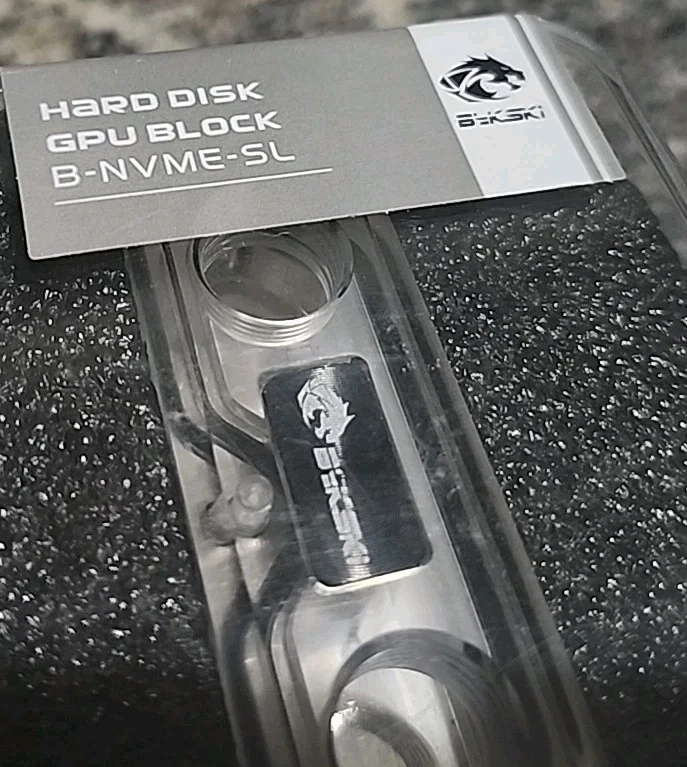 HARD DISK
GPU BLOCK
B-NVME-SL
BYKSKI
BYKSKI